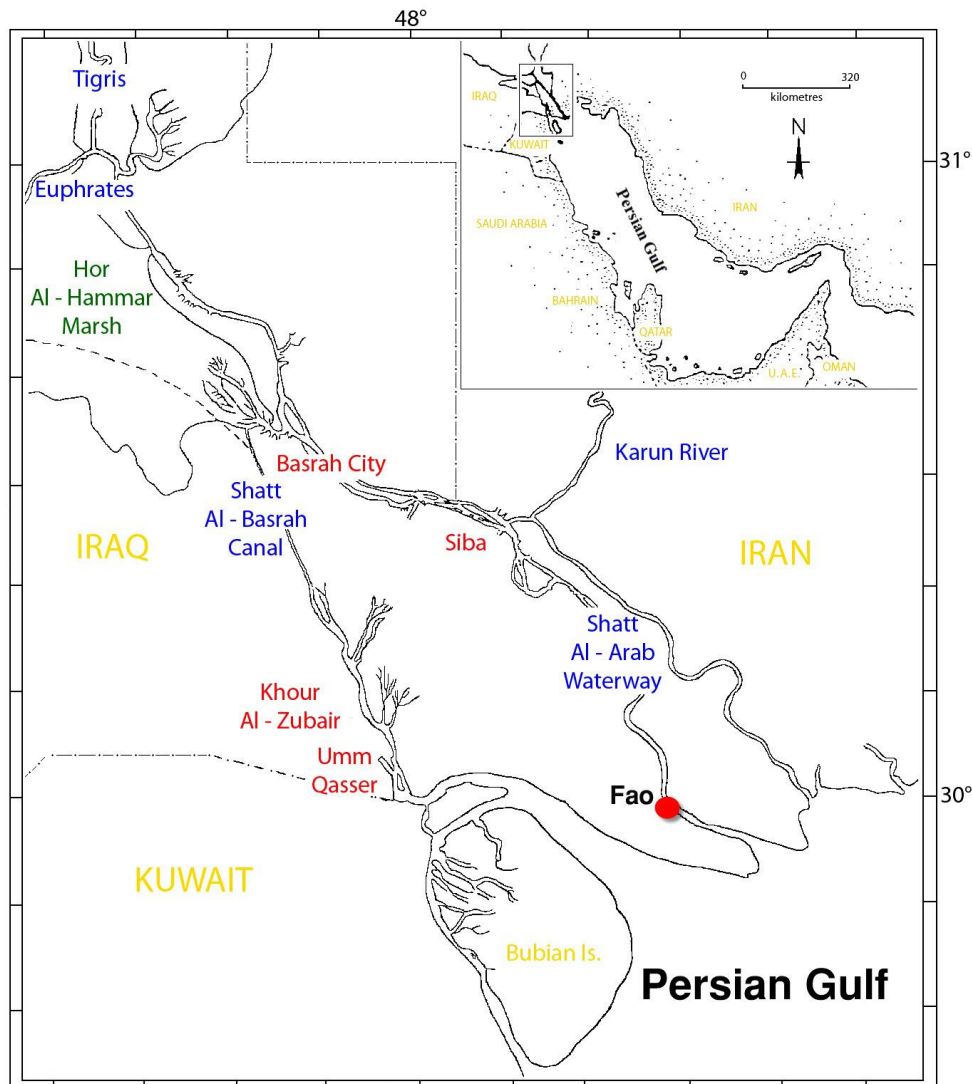 48°
Tigris
Euphrates
Hor
Al - Hammar
Marsh
IRAQ
KUWAIT
SAUDI ARABIA
BAHRAIN
QATAR
U.A.E.
OMAN
IRAN
Persian Gulf
0 320
kilometres
N
31°
Basrah City
Shatt
Al - Basrah
Canal
Karun River
Siba
IRAQ
IRAN
Shatt
Al - Arab
Waterway
Khour
Al - Zubair
Umm
Qasser
Fao
30°
KUWAIT
Bubian Is.
Persian Gulf